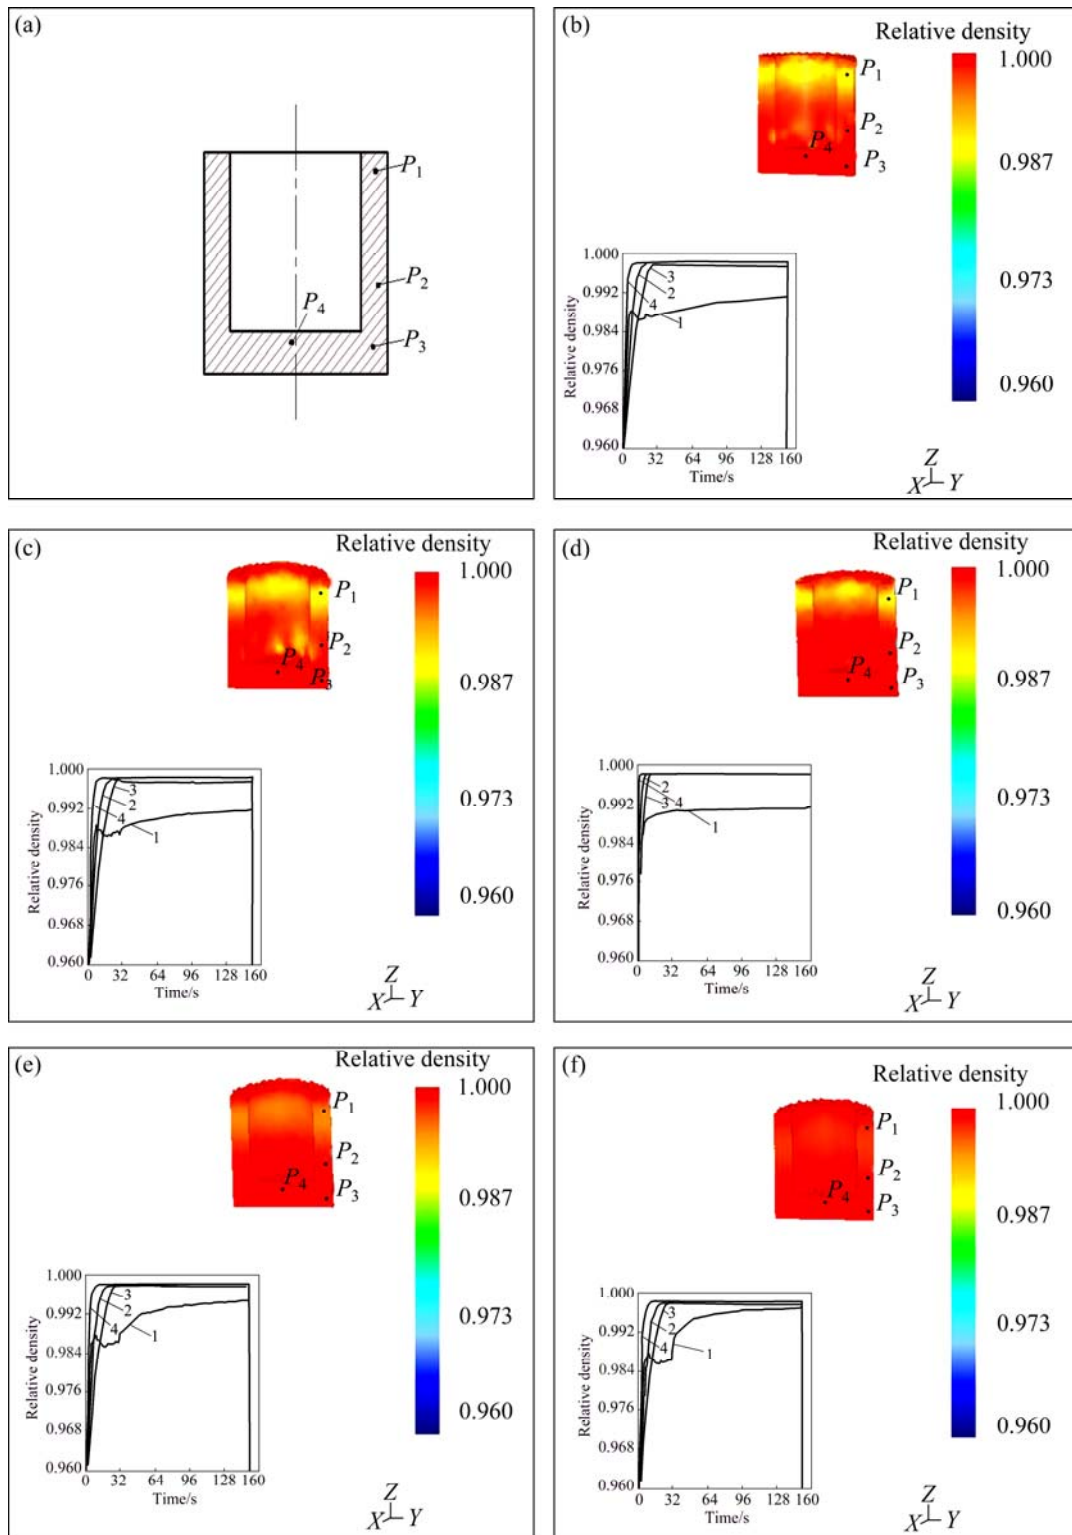 (a)
P1
P2
P4
P3
(b)
Relative density
1.000
0.987
0.973
0.960
P1
P2
P4
P3
1.000
0.992
0.984
0.976
0.968
0.960
Relative density
3
2
4
1
0 32 64 96 128 160
Time/s
Z
X Y
(c)
Relative density
1.000
0.987
0.973
0.960
P1
P2
P4
P3
1.000
0.992
0.984
0.976
0.968
0.960
Relative density
3
2
4
1
0 32 64 96 128 160
Time/s
Z
X Y
(d)
Relative density
1.000
0.987
0.973
0.960
P1
P2
P4
P3
1.000
0.992
0.984
0.976
0.968
0.960
Relative density
2
3 4
1
0 32 64 96 128 160
Time/s
Z
X Y
(e)
Relative density
1.000
0.987
0.973
0.960
P1
P2
P4
P3
1.000
0.992
0.984
0.976
0.968
0.960
Relative density
3
2
4
1
0 32 64 96 128 160
Time/s
Z
X Y
(f)
Relative density
1.000
0.987
0.973
0.960
P1
P2
P4
P3
1.000
0.992
0.984
0.976
0.968
0.960
Relative density
3
2
4
1
0 32 64 96 128 160
Time/s
Z
X Y